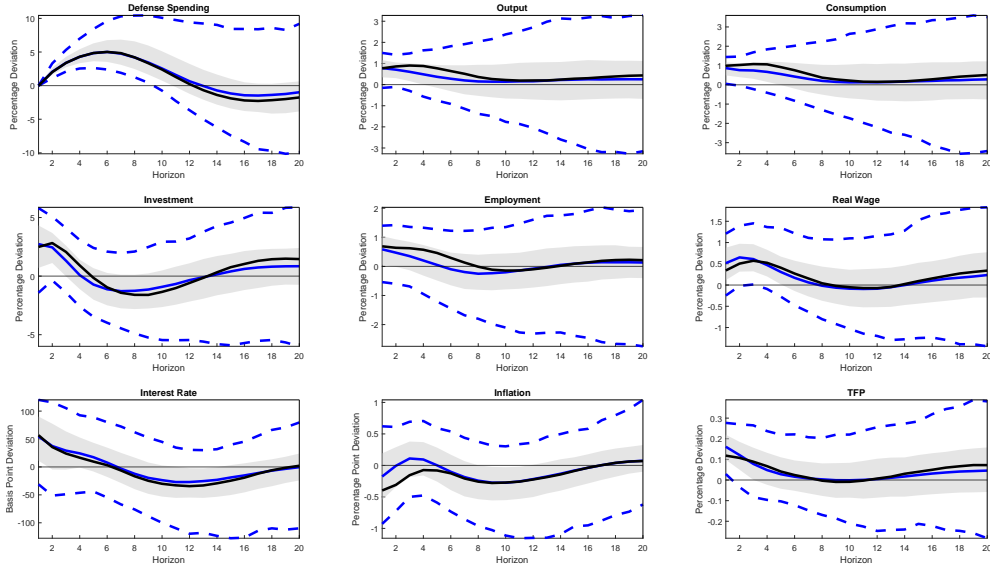 Defense Spending
Output
Consumption
Percentage Deviation
10
5
0
-5
-10
2 4 6 8 10 12 14 16 18 20
Horizon
Percentage Deviation
3
2
1
0
-1
-2
-3
2 4 6 8 10 12 14 16 18 20
Horizon
Percentage Deviation
3
2
1
0
-1
-2
-3
2 4 6 8 10 12 14 16 18 20
Horizon
Investment
Employment
Real Wage
Percentage Deviation
5
0
-5
2 4 6 8 10 12 14 16 18 20
Horizon
Percentage Deviation
2
1
0
-1
-2
2 4 6 8 10 12 14 16 18 20
Horizon
Percentage Deviation
1.5
1
0.5
0
-0.5
-1
2 4 6 8 10 12 14 16 18 20
Horizon
Interest Rate
Inflation
TFP
Basis Point Deviation
100
50
0
-50
-100
2 4 6 8 10 12 14 16 18 20
Horizon
Percentage Deviation
1
0.5
0
-0.5
-1
2 4 6 8 10 12 14 16 18 20
Horizon
Percentage Deviation
0.3
0.2
0.1
0
-0.1
-0.2
2 4 6 8 10 12 14 16 18 20
Horizon